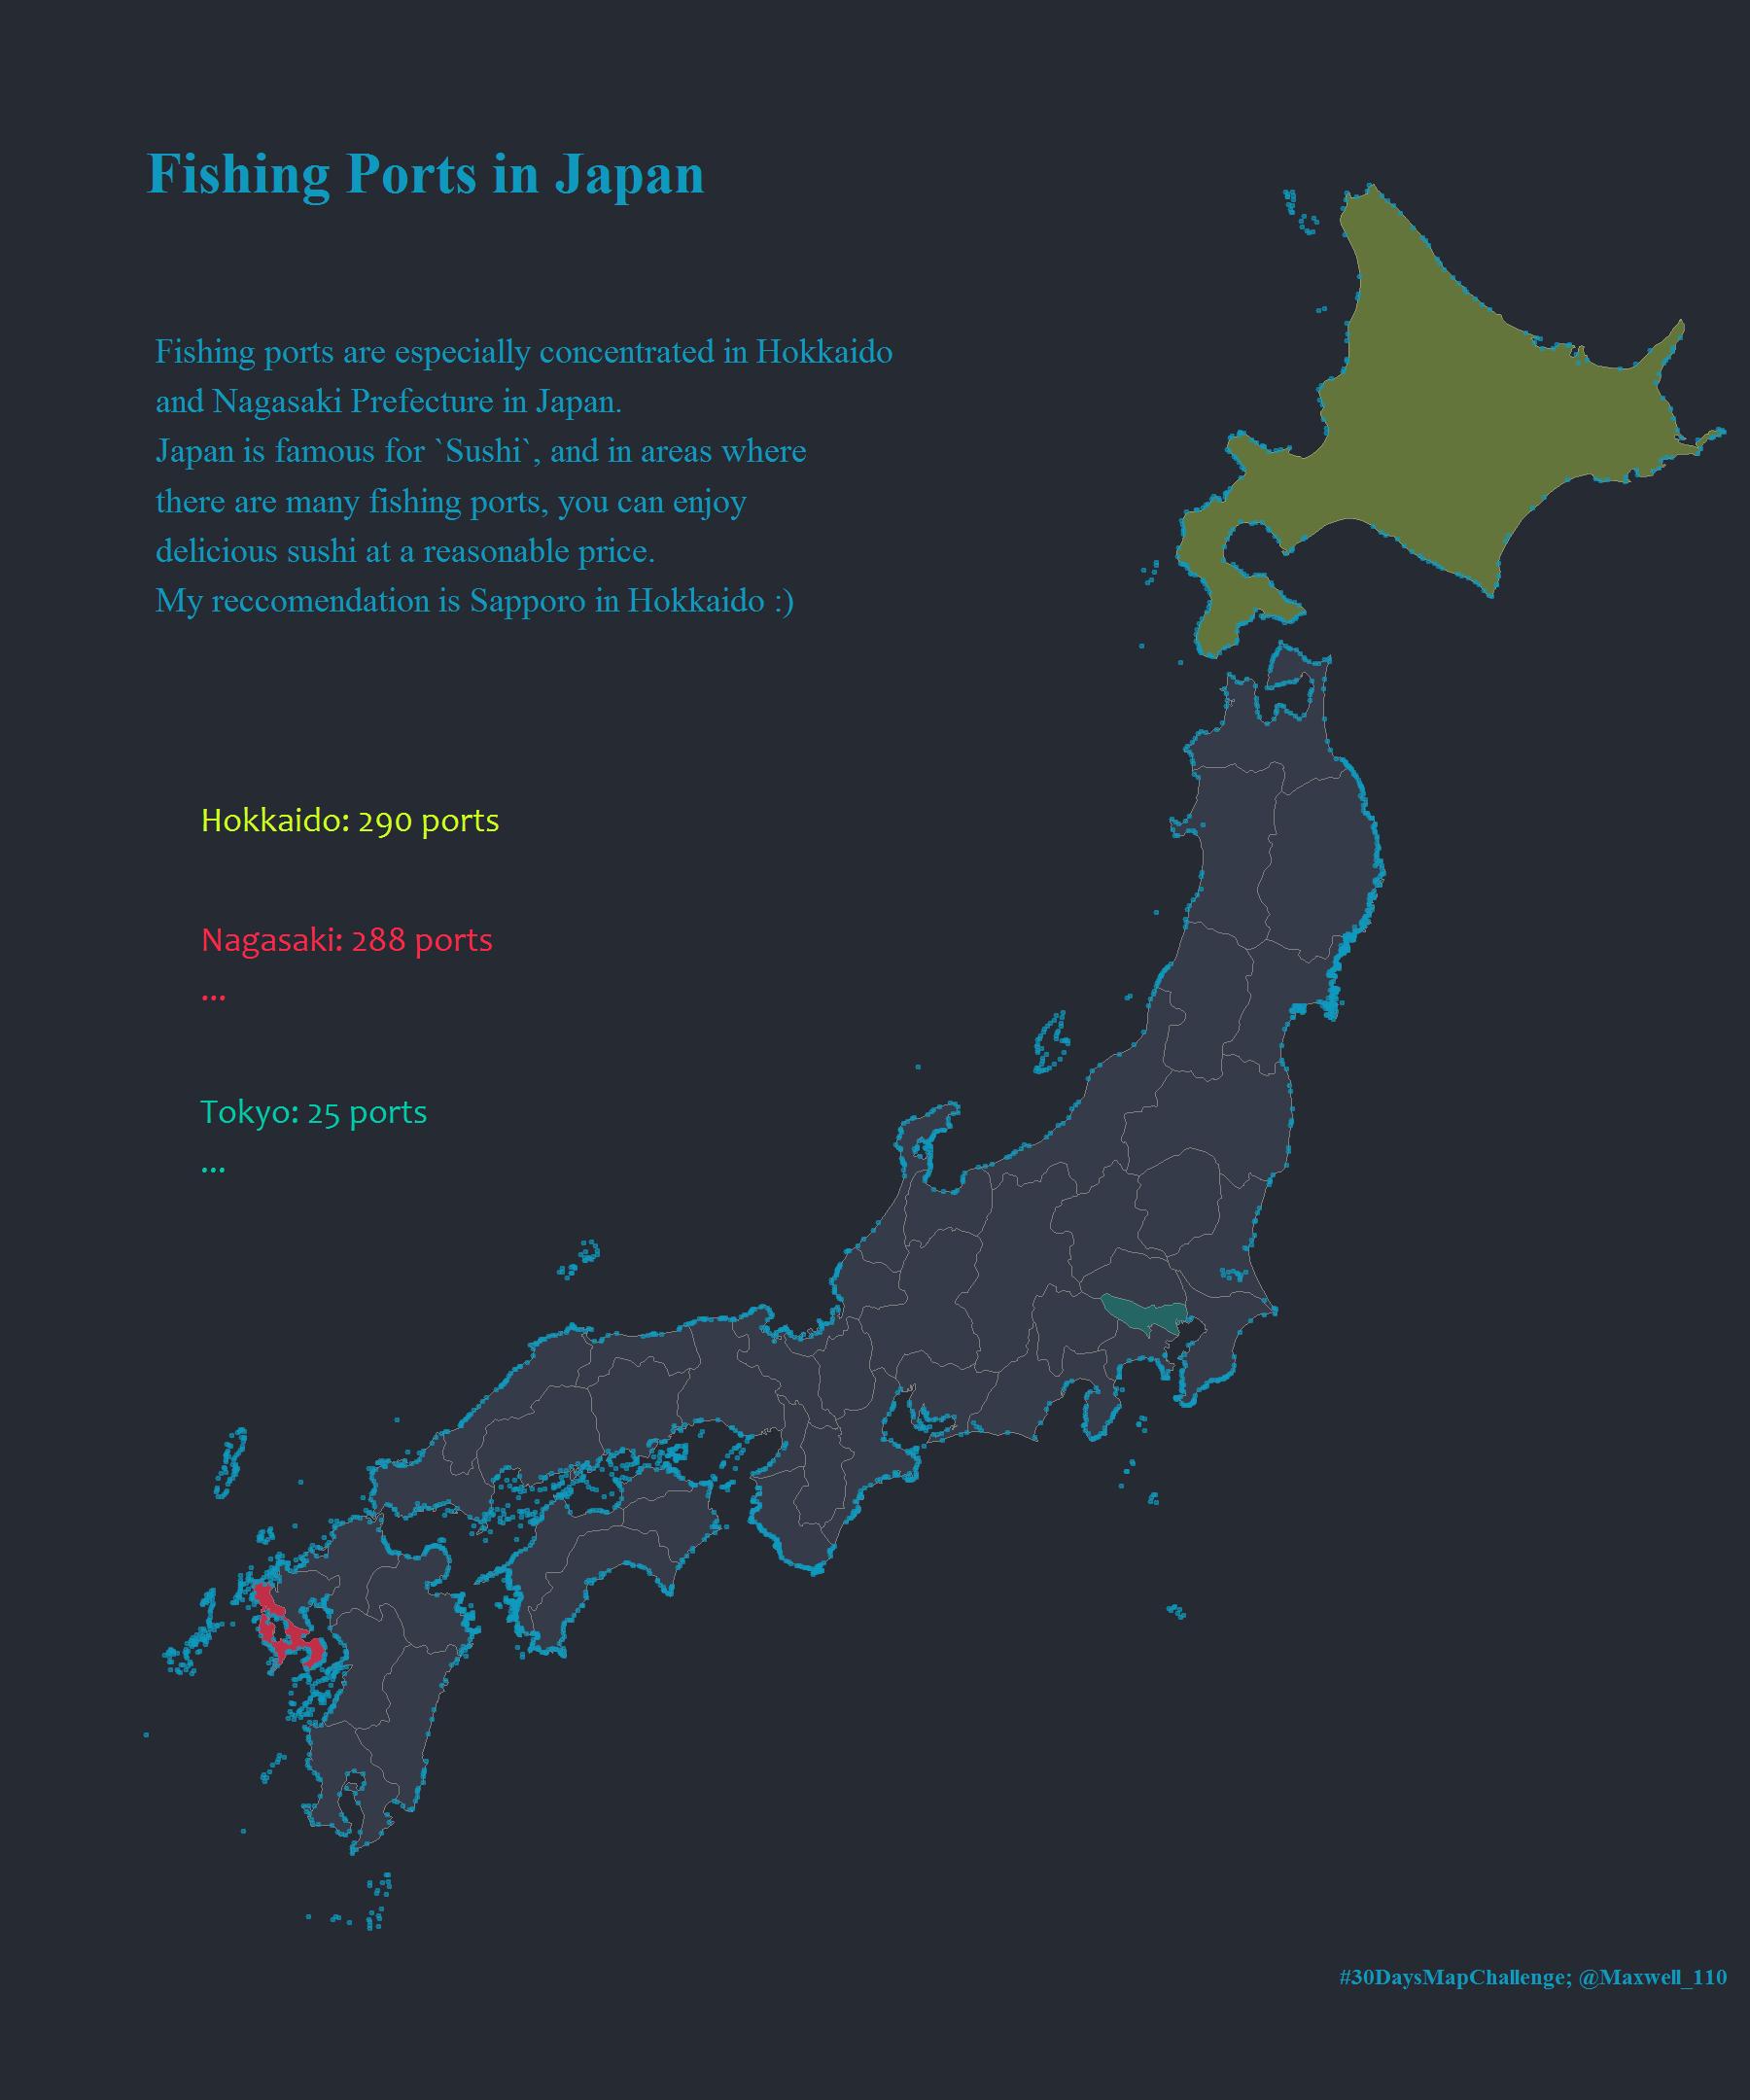 Fishing Ports in Japan
Fishing ports are especially concentrated in Hokkaido
and Nagasaki Prefecture in Japan.
Japan is famous for `Sushi`, and in areas where
there are many fishing ports, you can enjoy
delicious sushi at a reasonable price.
My reccomendation is Sapporo in Hokkaido :)
Hokkaido: 290 ports
Nagasaki: 288 ports
...
Tokyo: 25 ports
...
#30DaysMapChallenge; @Maxwell_110